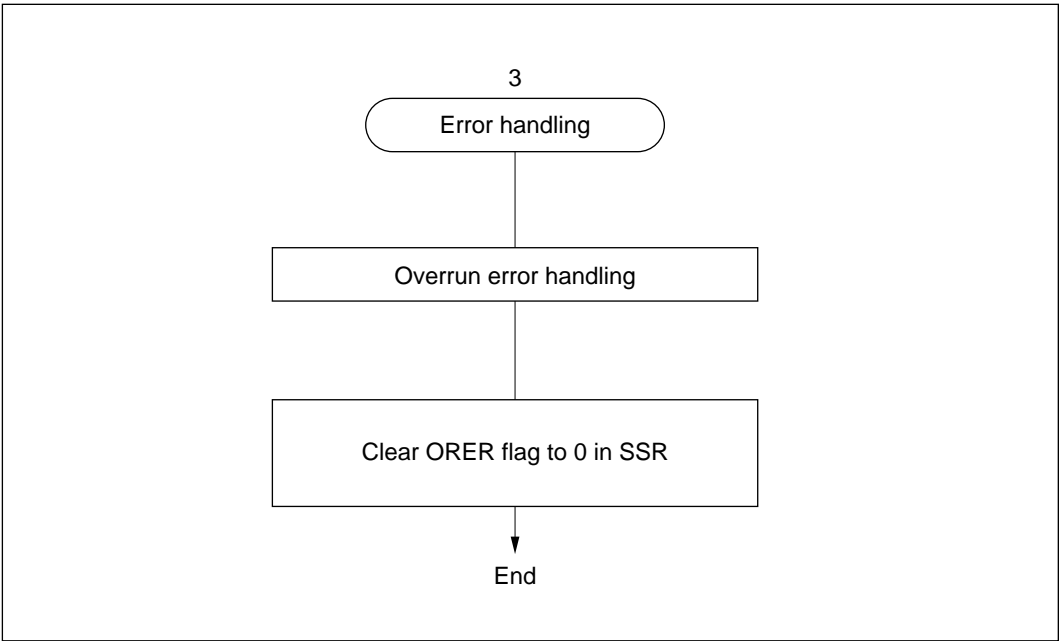 3
Error handling
Overrun error handling
Clear ORER flag to 0 in SSR
End